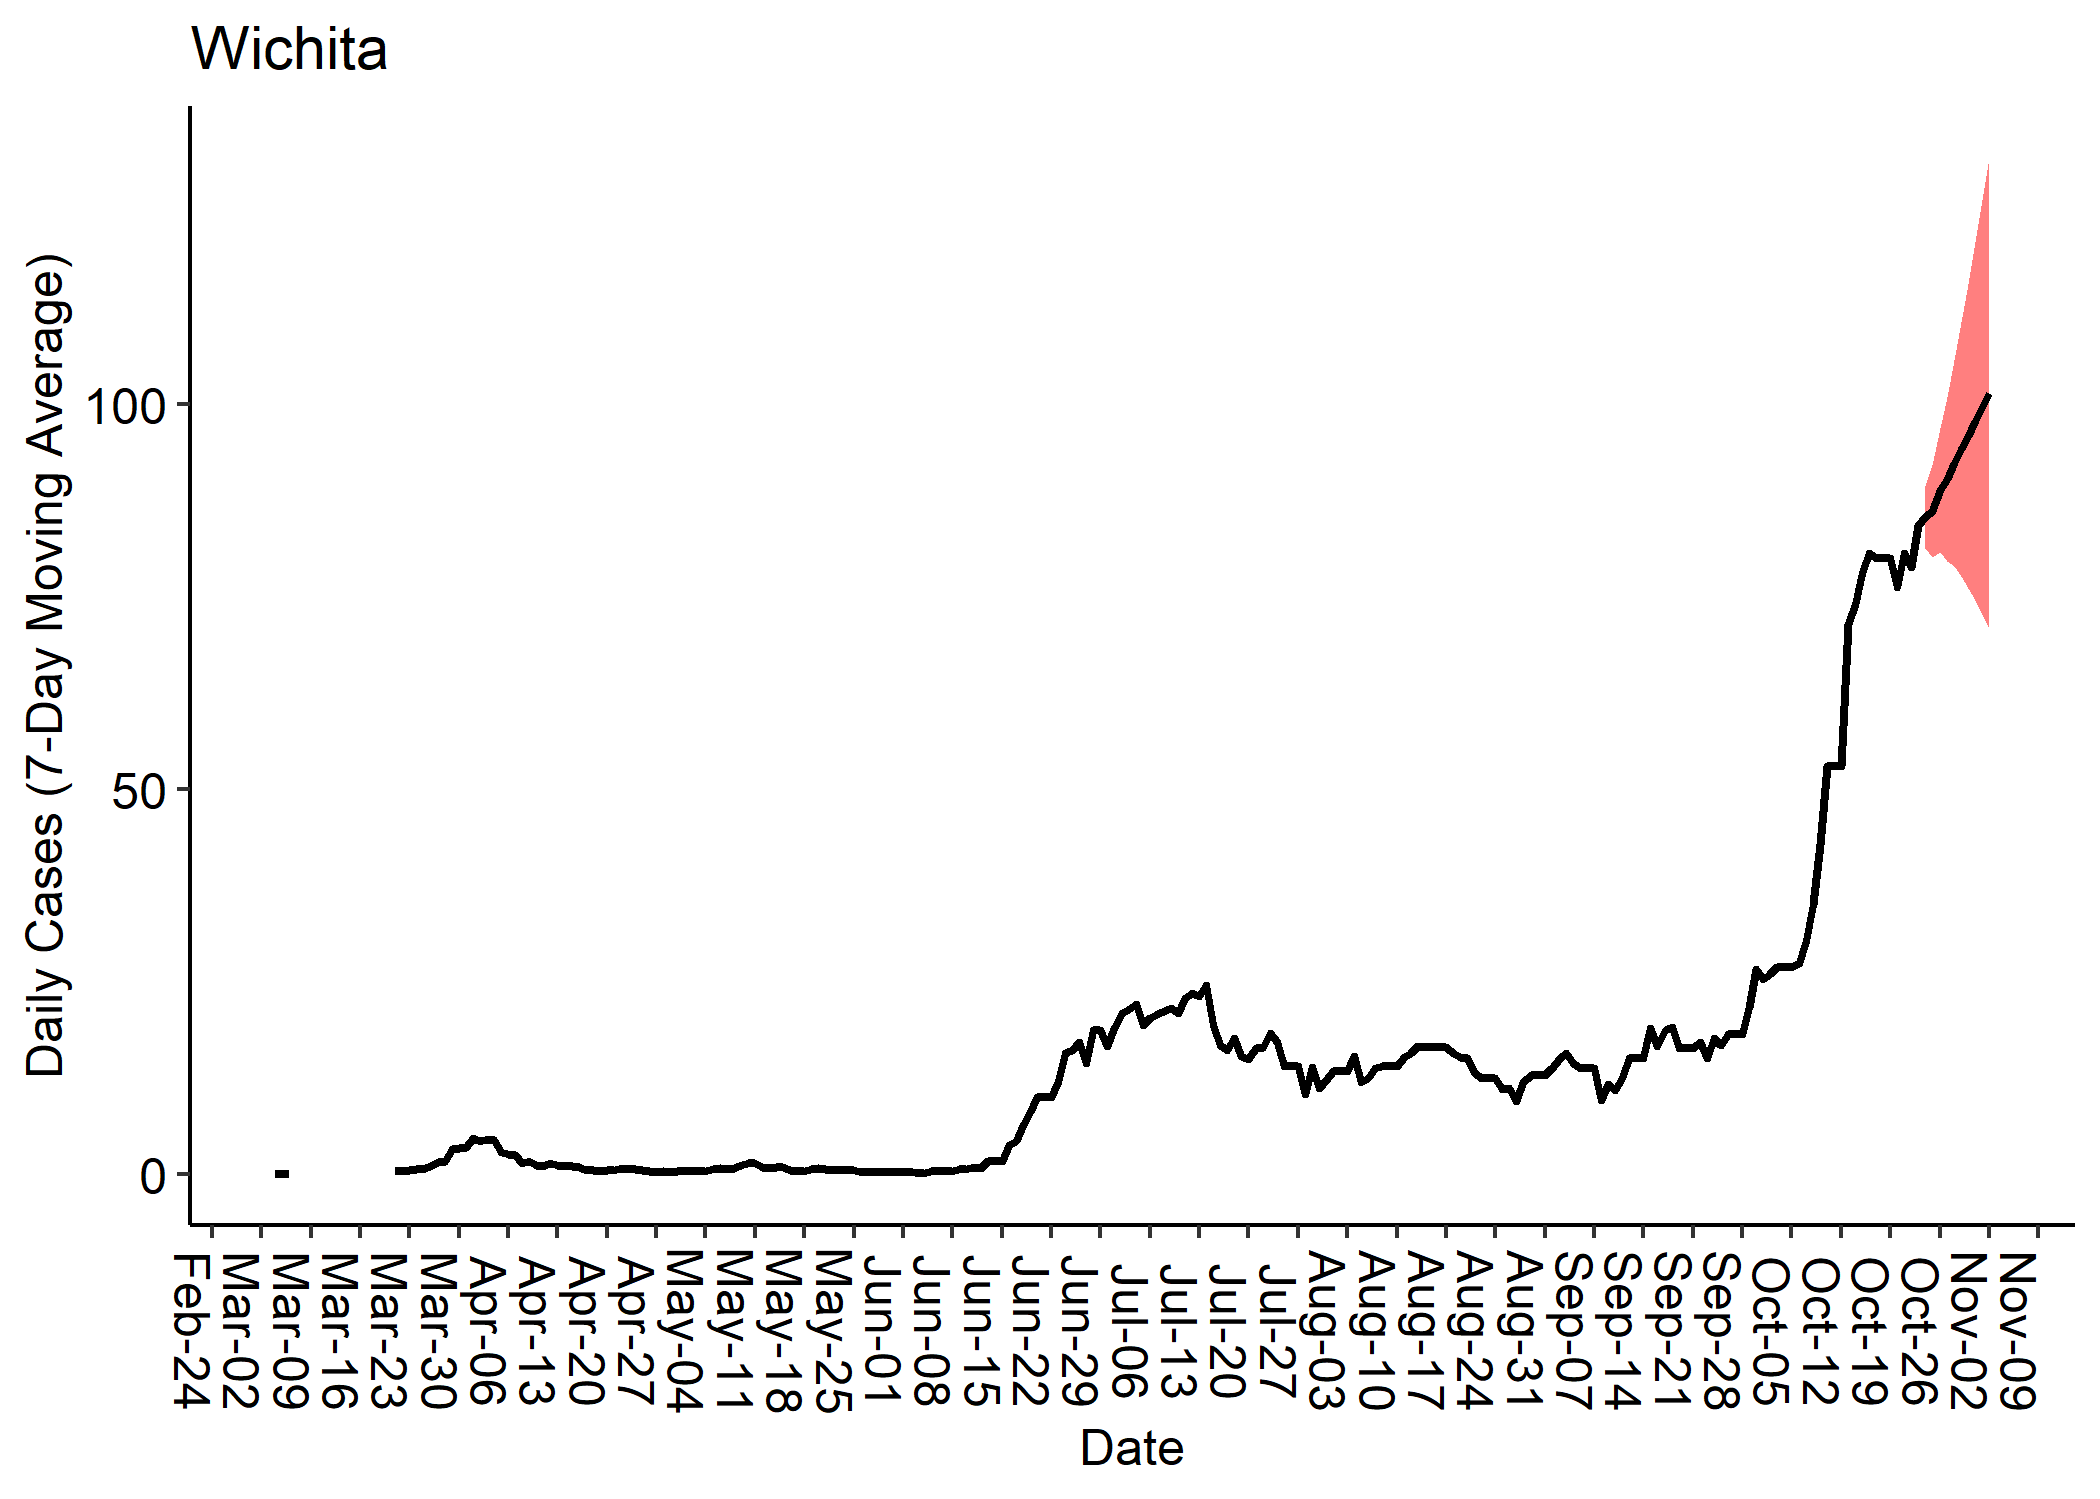 Wichita
Daily Cases (7-Day Moving Average)
100
50
0
Feb-24
Mar-02
Mar-09
Mar-16
Mar-23
Mar-30
Apr-06
Apr-13
Apr-20
Apr-27
May-04
May-11
May-18
May-25
Jun-01
Jun-08
Jun-15
Jun-22
Jun-29
Jul-06
Jul-13
Jul-20
Jul-27
Aug-03
Aug-10
Aug-17
Aug-24
Aug-31
Sep-07
Sep-14
Sep-21
Sep-28
Oct-05
Oct-12
Oct-19
Oct-26
Nov-02
Nov-09
Date